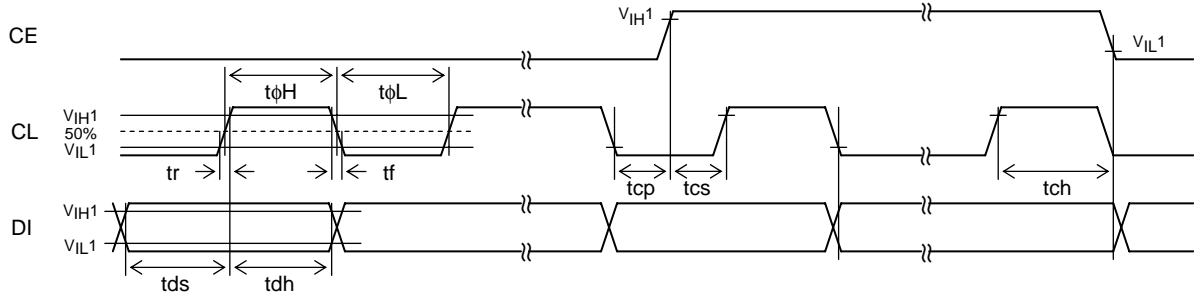 CE
VIH1
VIL1
tϕH
tϕL
CL
VIH1
50%
VIL1
tr
tf
tcp
tcs
tch
DI
VIH1
VIL1
tds
tdh